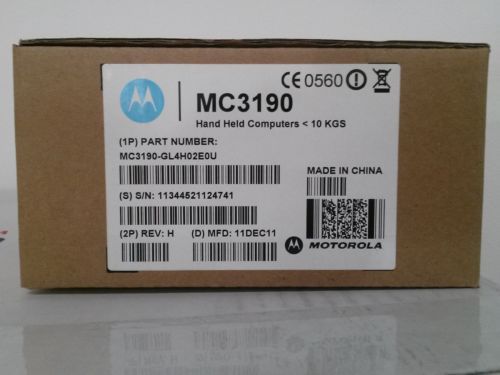 CE 0560
MC3190
Hand Held Computers < 10 KGS
(1P) PART NUMBER:
MC3190-GL4H02E0U
(S) S/N: 11344521124741
(2P) REV: H (D) MFD: 11DEC11
MADE IN CHINA
MOTOROLA